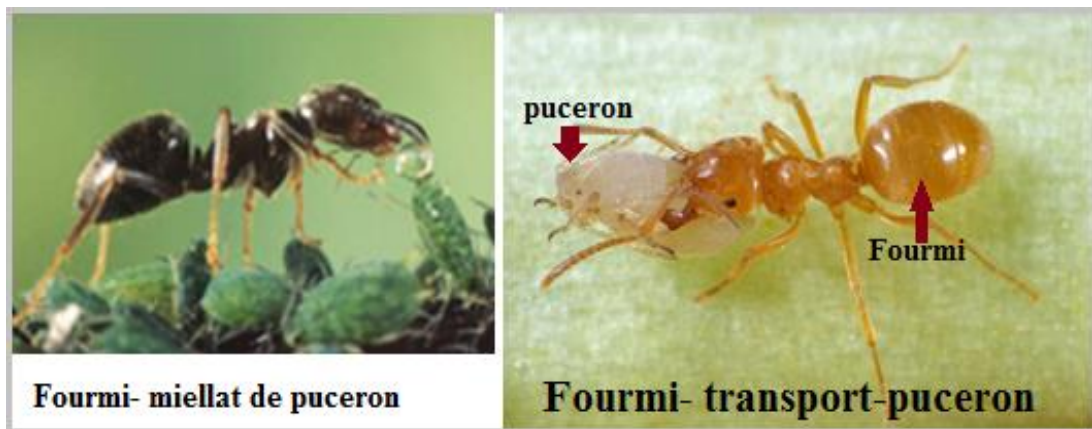 puceron
Fourmi
Fourmi- miellat de puceron
Fourmi- transport-puceron